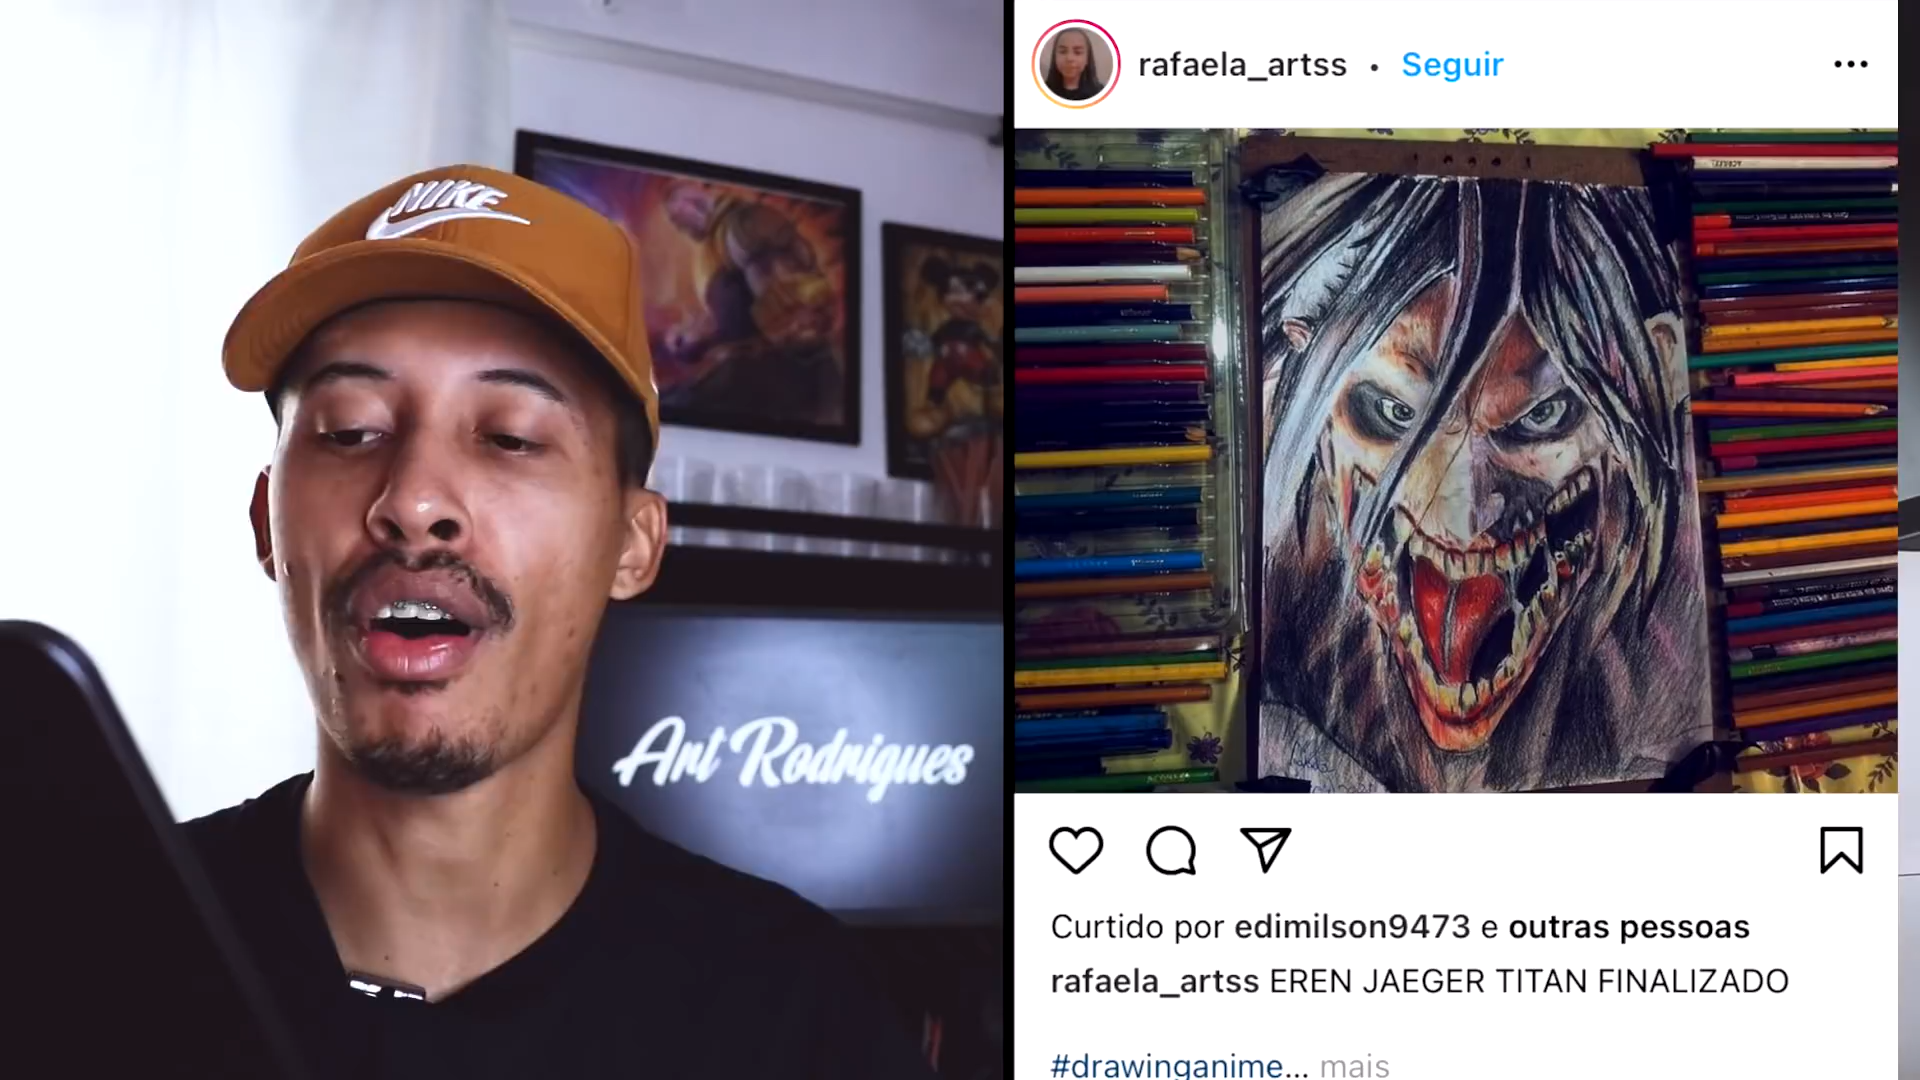 NIKE
Art Rodrigues
rafaela_artss • Seguir
Curtido por edimilson9473 e outras pessoas
rafaela_artss EREN JAEGER TITAN FINALIZADO
#drawinganime... mais